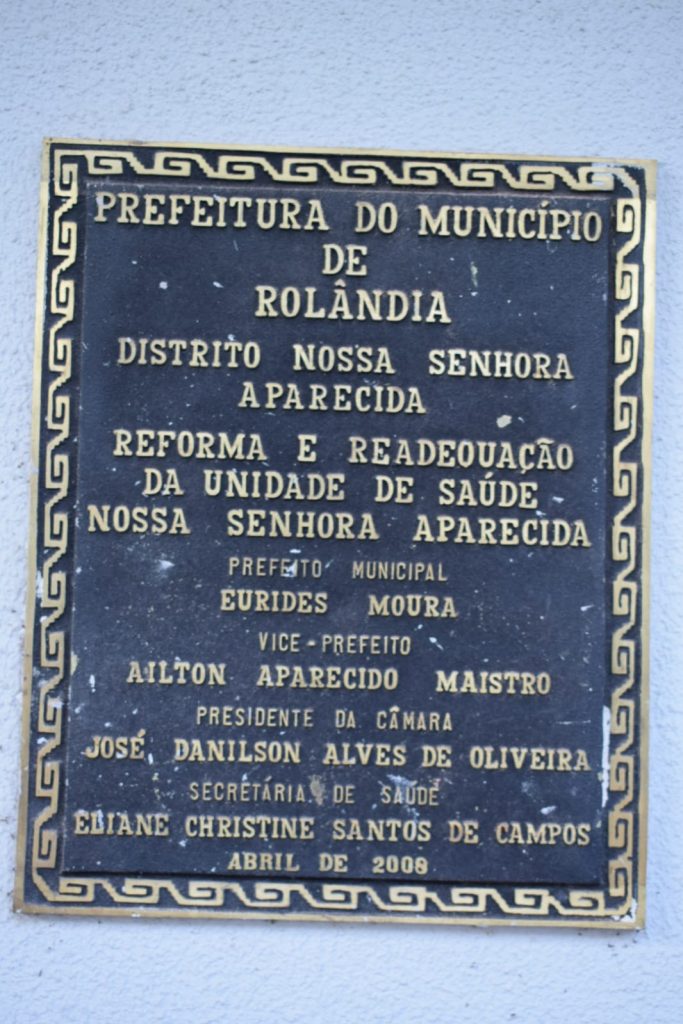 PREFEITURA DO MUNICÍPIO
DE
ROLÂNDIA
DISTRITO NOSSA SENHORA
APARECIDA
REFORMA E READEQUAÇÃO
DA UNIDADE DE SAÚDE
NOSSA SENHORA APARECIDA
PREFEITO MUNICIPAL
EURIDES MOURA
VICE-PREFEITO
AILTON APARECIDO MAISTRO
PRESIDENTE DA CÂMARA
JOSÉ DANILSON ALVES DE OLIVEIRA
SECRETÁRIA DE SAÚDE
ELIANE CHRISTINE SANTOS DE CAMPOS
ABRIL DE 2008